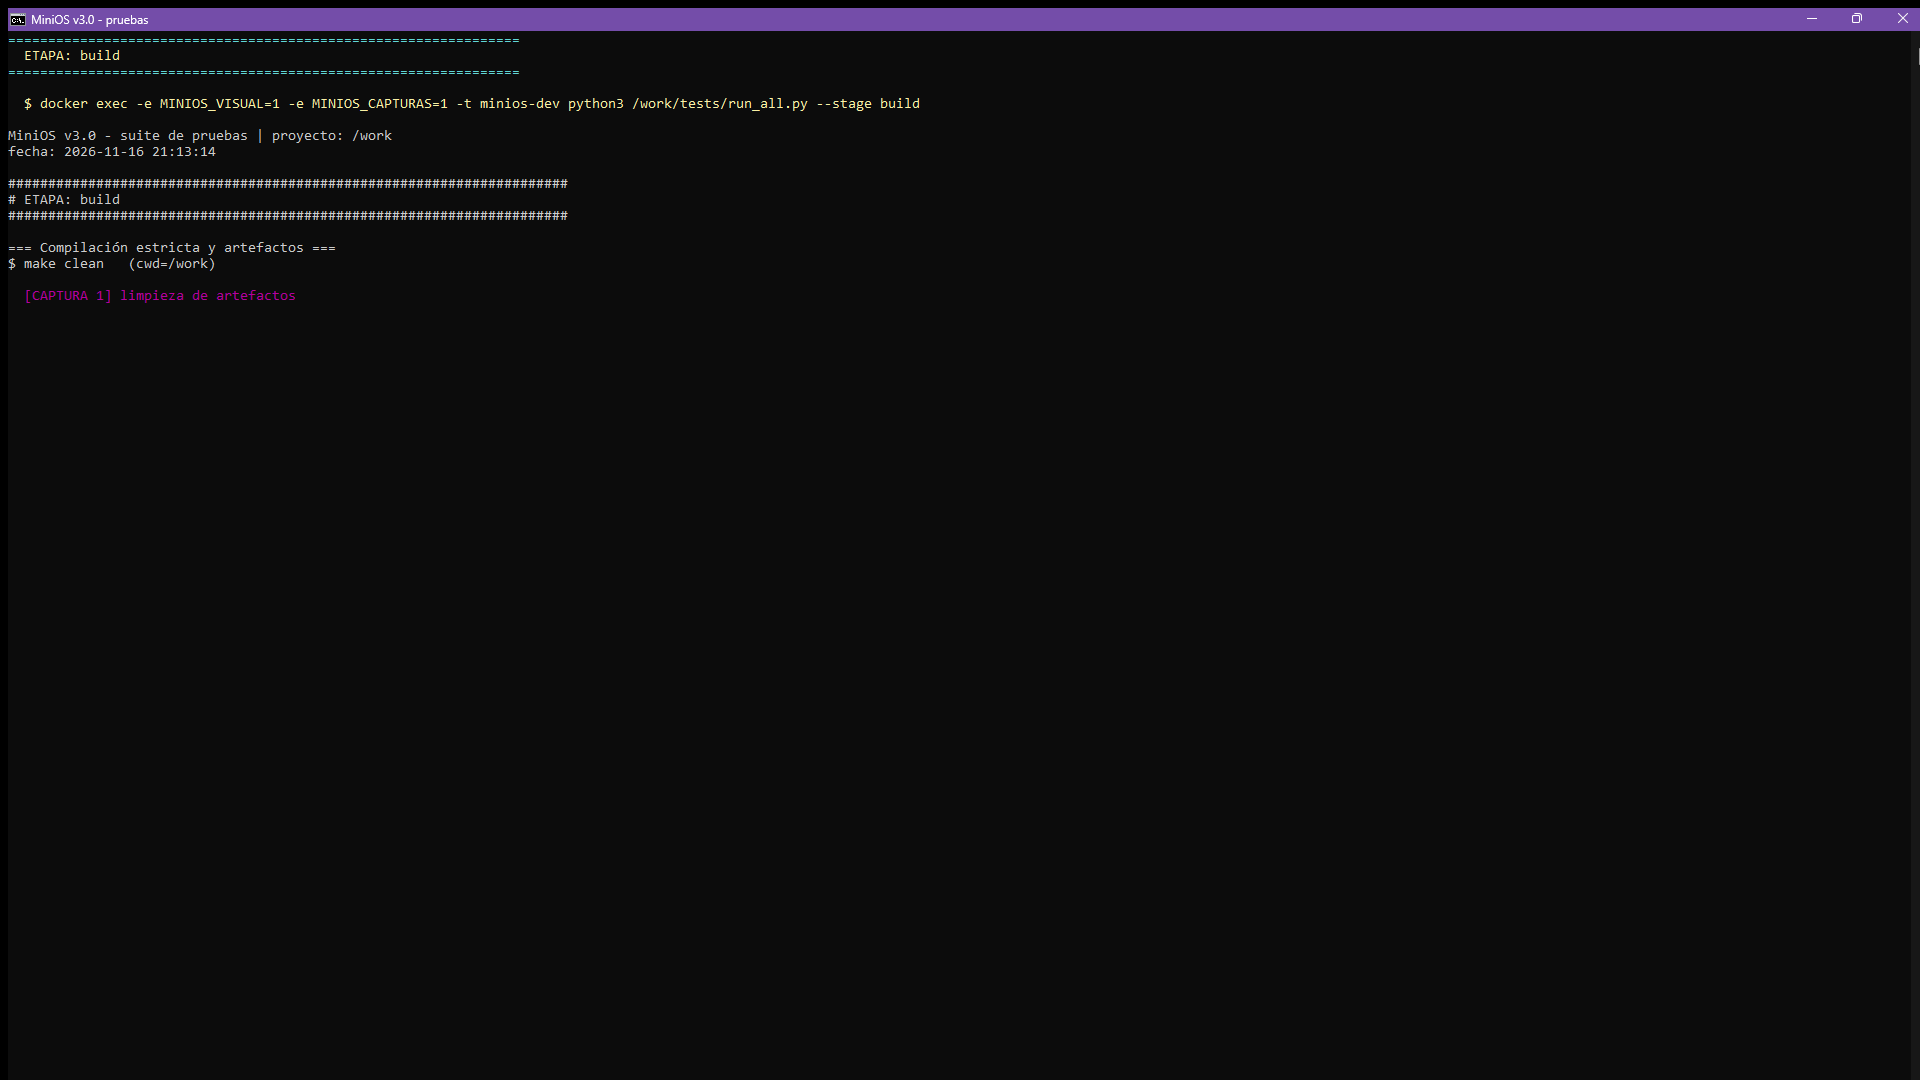 MiniOS v3.0 - pruebas
================================================================
ETAPA: build
================================================================
$ docker exec -e MINIOS_VISUAL=1 -e MINIOS_CAPTURAS=1 -t minios-dev python3 /work/tests/run_all.py --stage build
MiniOS v3.0 - suite de pruebas | proyecto: /work
fecha: 2026-11-16 21:13:14
######################################################################
# ETAPA: build
######################################################################
=== Compilación estricta y artefactos ===
$ make clean   (cwd=/work)
[CAPTURA 1] limpieza de artefactos